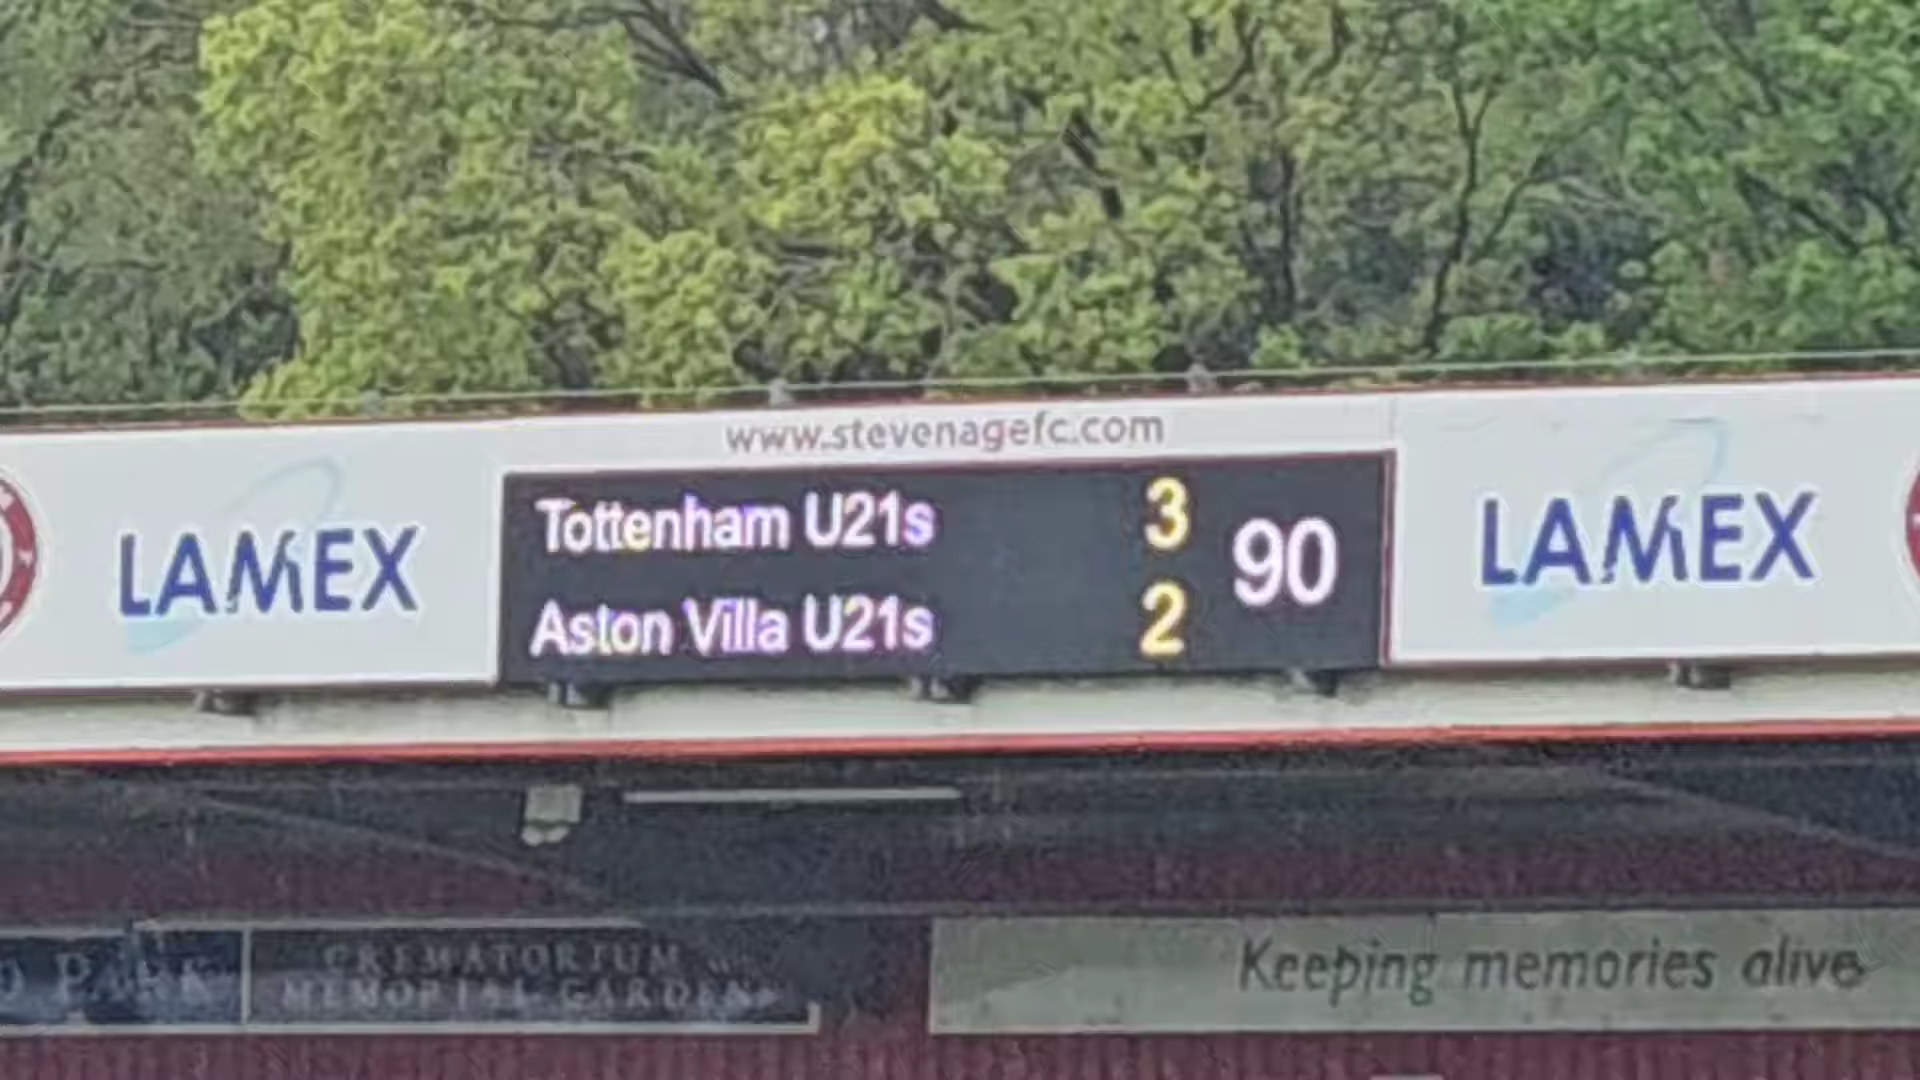 www.stevenagefc.com
LAMEX
Tottenham U21s 3
90
Aston Villa U21s 2
LAMEX
PARK
CREMATORIUM
MEMORIAL GARDENS
Keeping memories alive